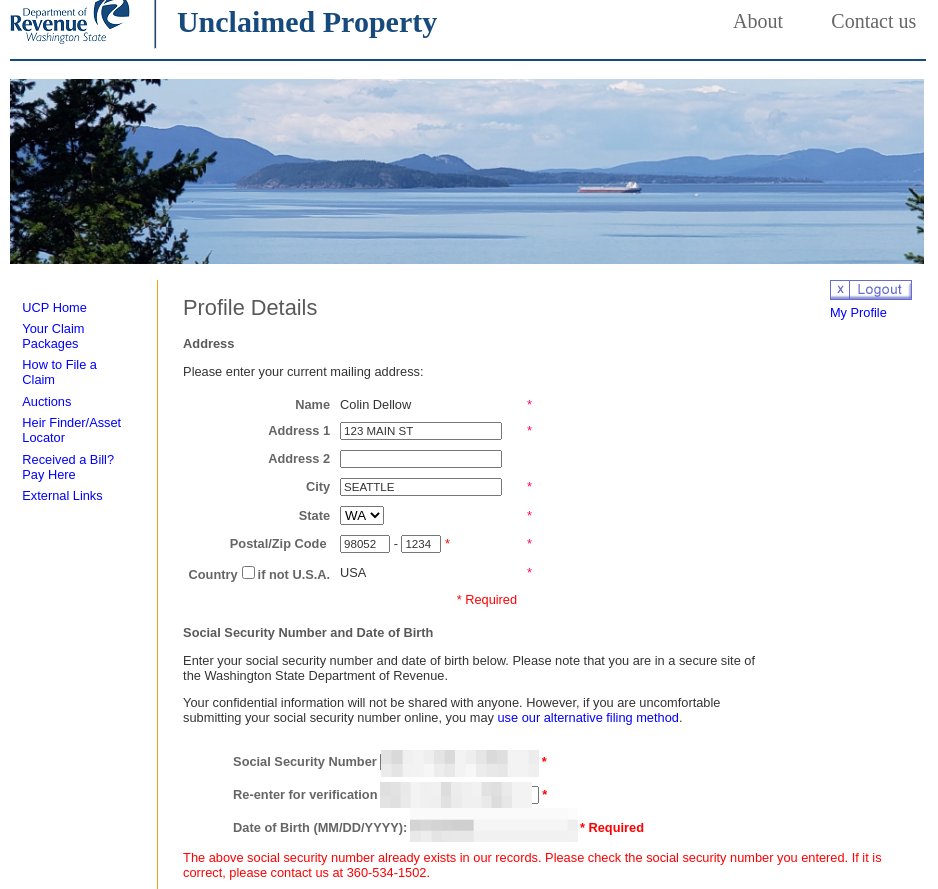 Department of
Revenue
Washington State
Unclaimed Property
About
Contact us
x Logout
My Profile
UCP Home
Your Claim
Packages
How to File a
Claim
Auctions
Heir Finder/Asset
Locator
Received a Bill?
Pay Here
External Links
Profile Details
Address
Please enter your current mailing address:
Name Colin Dellow *
Address 1 123 MAIN ST *
Address 2
City SEATTLE *
State WA *
Postal/Zip Code 98052 - 1234 * *
Country if not U.S.A. USA *
* Required
Social Security Number and Date of Birth
Enter your social security number and date of birth below. Please note that you are in a secure site of
the Washington State Department of Revenue.
Your confidential information will not be shared with anyone. However, if you are uncomfortable
submitting your social security number online, you may use our alternative filing method.
Social Security Number *
Re-enter for verification *
Date of Birth (MM/DD/YYYY): * Required
The above social security number already exists in our records. Please check the social security number you entered. If it is
correct, please contact us at 360-534-1502.